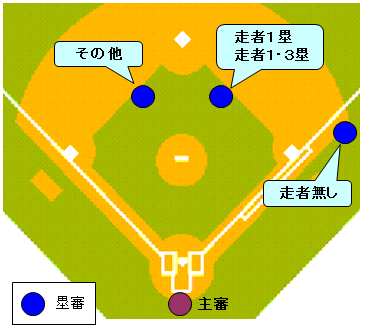 走者1塁
走者1・3塁
その他
走者無し
塁審
主審